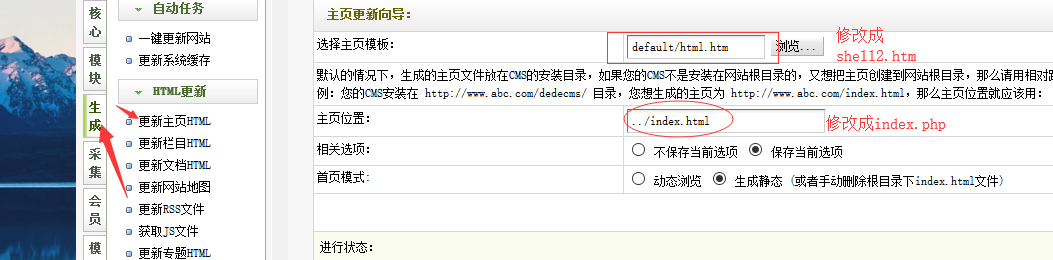 核心
模块
生成
采集
会员
模
自动任务
一键更新网站
更新系统缓存
HTML更新
更新主页HTML
更新栏目HTML
更新文档HTML
更新网站地图
更新RSS文件
获取JS文件
更新专题HTML
主页更新向导：
选择主页模板：
default/html.htm
浏览...
修改成
shell2.htm
默认的情况下，生成的主页文件放在CMS的安装目录，如果您的CMS不是安装在网站根目录的，又想把主页创建到网站根目录，那么请用相对路
例：您的CMS安装在 http://www.abc.com/dedecms/ 目录，您想生成的主页为 http://www.abc.com/index.html，那么主页位置就应该用：
主页位置：
../index.html
修改成index.php
相关选项：
不保存当前选项 保存当前选项
首页模式：
动态浏览 生成静态 (或者手动删除根目录下index.html文件)
进行状态：